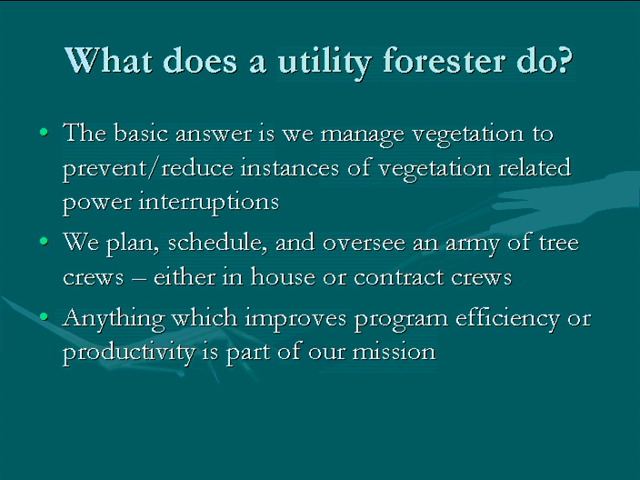 What does a utility forester do?
• The basic answer is we manage vegetation to
prevent/reduce instances of vegetation related
power interruptions
• We plan, schedule, and oversee an army of tree
crews – either in house or contract crews
• Anything which improves program efficiency or
productivity is part of our mission